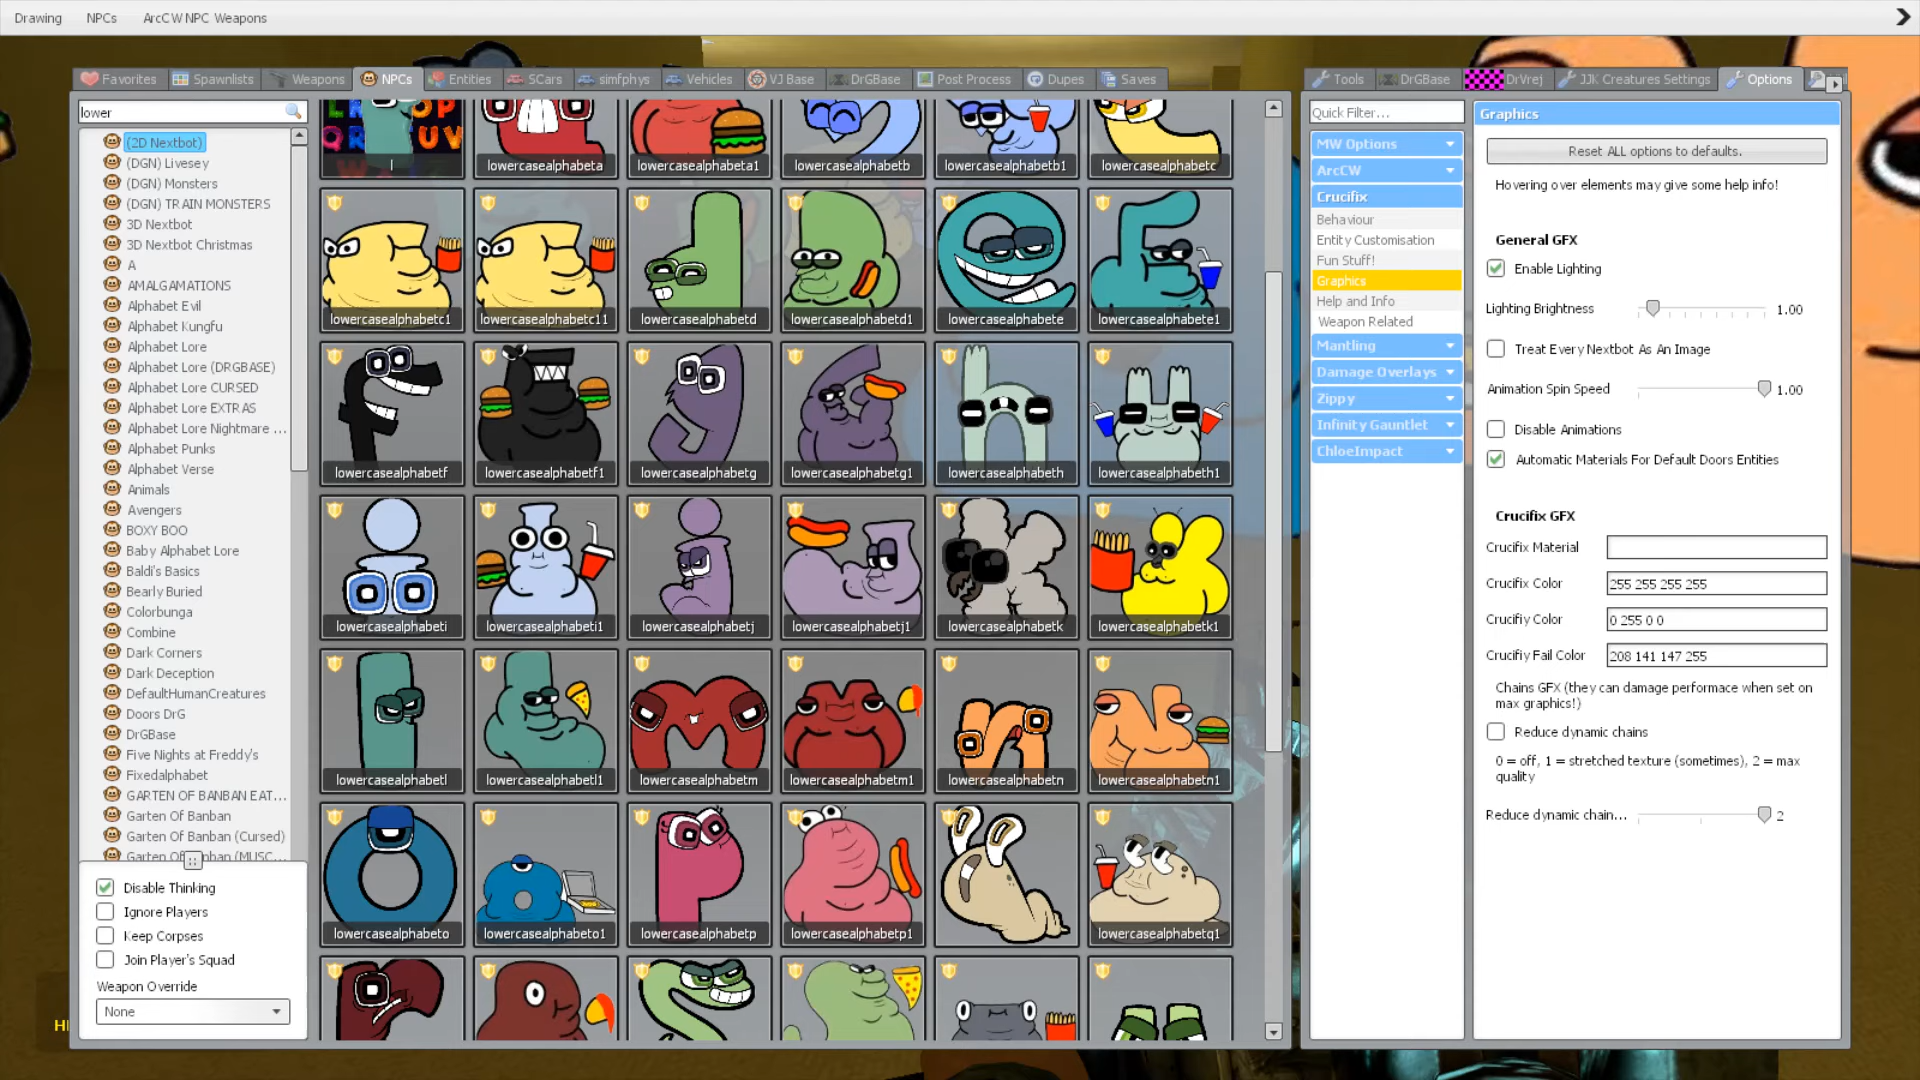 Drawing NPCs ArcCW NPC Weapons
Favorites Spawnlists Weapons NPCs Entities SCars simfphys Vehicles VJ Base DrGBase Post Process Dupes Saves
Tools DrGBase DrVrej JJK Creatures Settings Options
lower
(2D Nextbot)
(DGN) Livesey
(DGN) Monsters
(DGN) TRAIN MONSTERS
3D Nextbot
3D Nextbot Christmas
A
AMALGAMATIONS
Alphabet Evil
Alphabet Kungfu
Alphabet Lore
Alphabet Lore (DRGBASE)
Alphabet Lore CURSED
Alphabet Lore EXTRAS
Alphabet Lore Nightmare ...
Alphabet Punks
Alphabet Verse
Animals
Avengers
BOXY BOO
Baby Alphabet Lore
Baldi's Basics
Bearly Buried
Colorbunga
Combine
Dark Corners
Dark Deception
DefaultHumanCreatures
Doors DrG
DrGBase
Five Nights at Freddy's
Fixedalphabet
GARTEN OF BANBAN EAT...
Garten Of Banban
Garten Of Banban (Cursed)
Garten Of Banban (MUSC...
Disable Thinking
Ignore Players
Keep Corpses
Join Player's Squad
Weapon Override
None
l lowercasealphabeta lowercasealphabeta1 lowercasealphabetb lowercasealphabetb1 lowercasealphabetc
lowercasealphabetc1 lowercasealphabetc11 lowercasealphabetd lowercasealphabetd1 lowercasealphabete lowercasealphabete1
lowercasealphabetf lowercasealphabetf1 lowercasealphabetg lowercasealphabetg1 lowercasealphabeth lowercasealphabeth1
lowercasealphabeti lowercasealphabeti1 lowercasealphabetj lowercasealphabetj1 lowercasealphabetk lowercasealphabetk1
lowercasealphabetl lowercasealphabetl1 lowercasealphabetm lowercasealphabetm1 lowercasealphabetn lowercasealphabetn1
lowercasealphabeto lowercasealphabeto1 lowercasealphabetp lowercasealphabetp1 lowercasealphabetq1
Quick Filter...
MW Options
ArcCW
Crucifix
Behaviour
Entity Customisation
Fun Stuff!
Graphics
Help and Info
Weapon Related
Mantling
Damage Overlays
Zippy
Infinity Gauntlet
ChloeImpact
Graphics
Reset ALL options to defaults.
Hovering over elements may give some help info!
General GFX
Enable Lighting
Lighting Brightness 1.00
Treat Every Nextbot As An Image
Animation Spin Speed 1.00
Disable Animations
Automatic Materials For Default Doors Entities
Crucifix GFX
Crucifix Material
Crucifix Color 255 255 255 255
Crucifiy Color 0 255 0 0
Crucifiy Fail Color 208 141 147 255
Chains GFX (they can damage performace when set on
max graphics!)
Reduce dynamic chains
0 = off, 1 = stretched texture (sometimes), 2 = max
quality
Reduce dynamic chain... 2